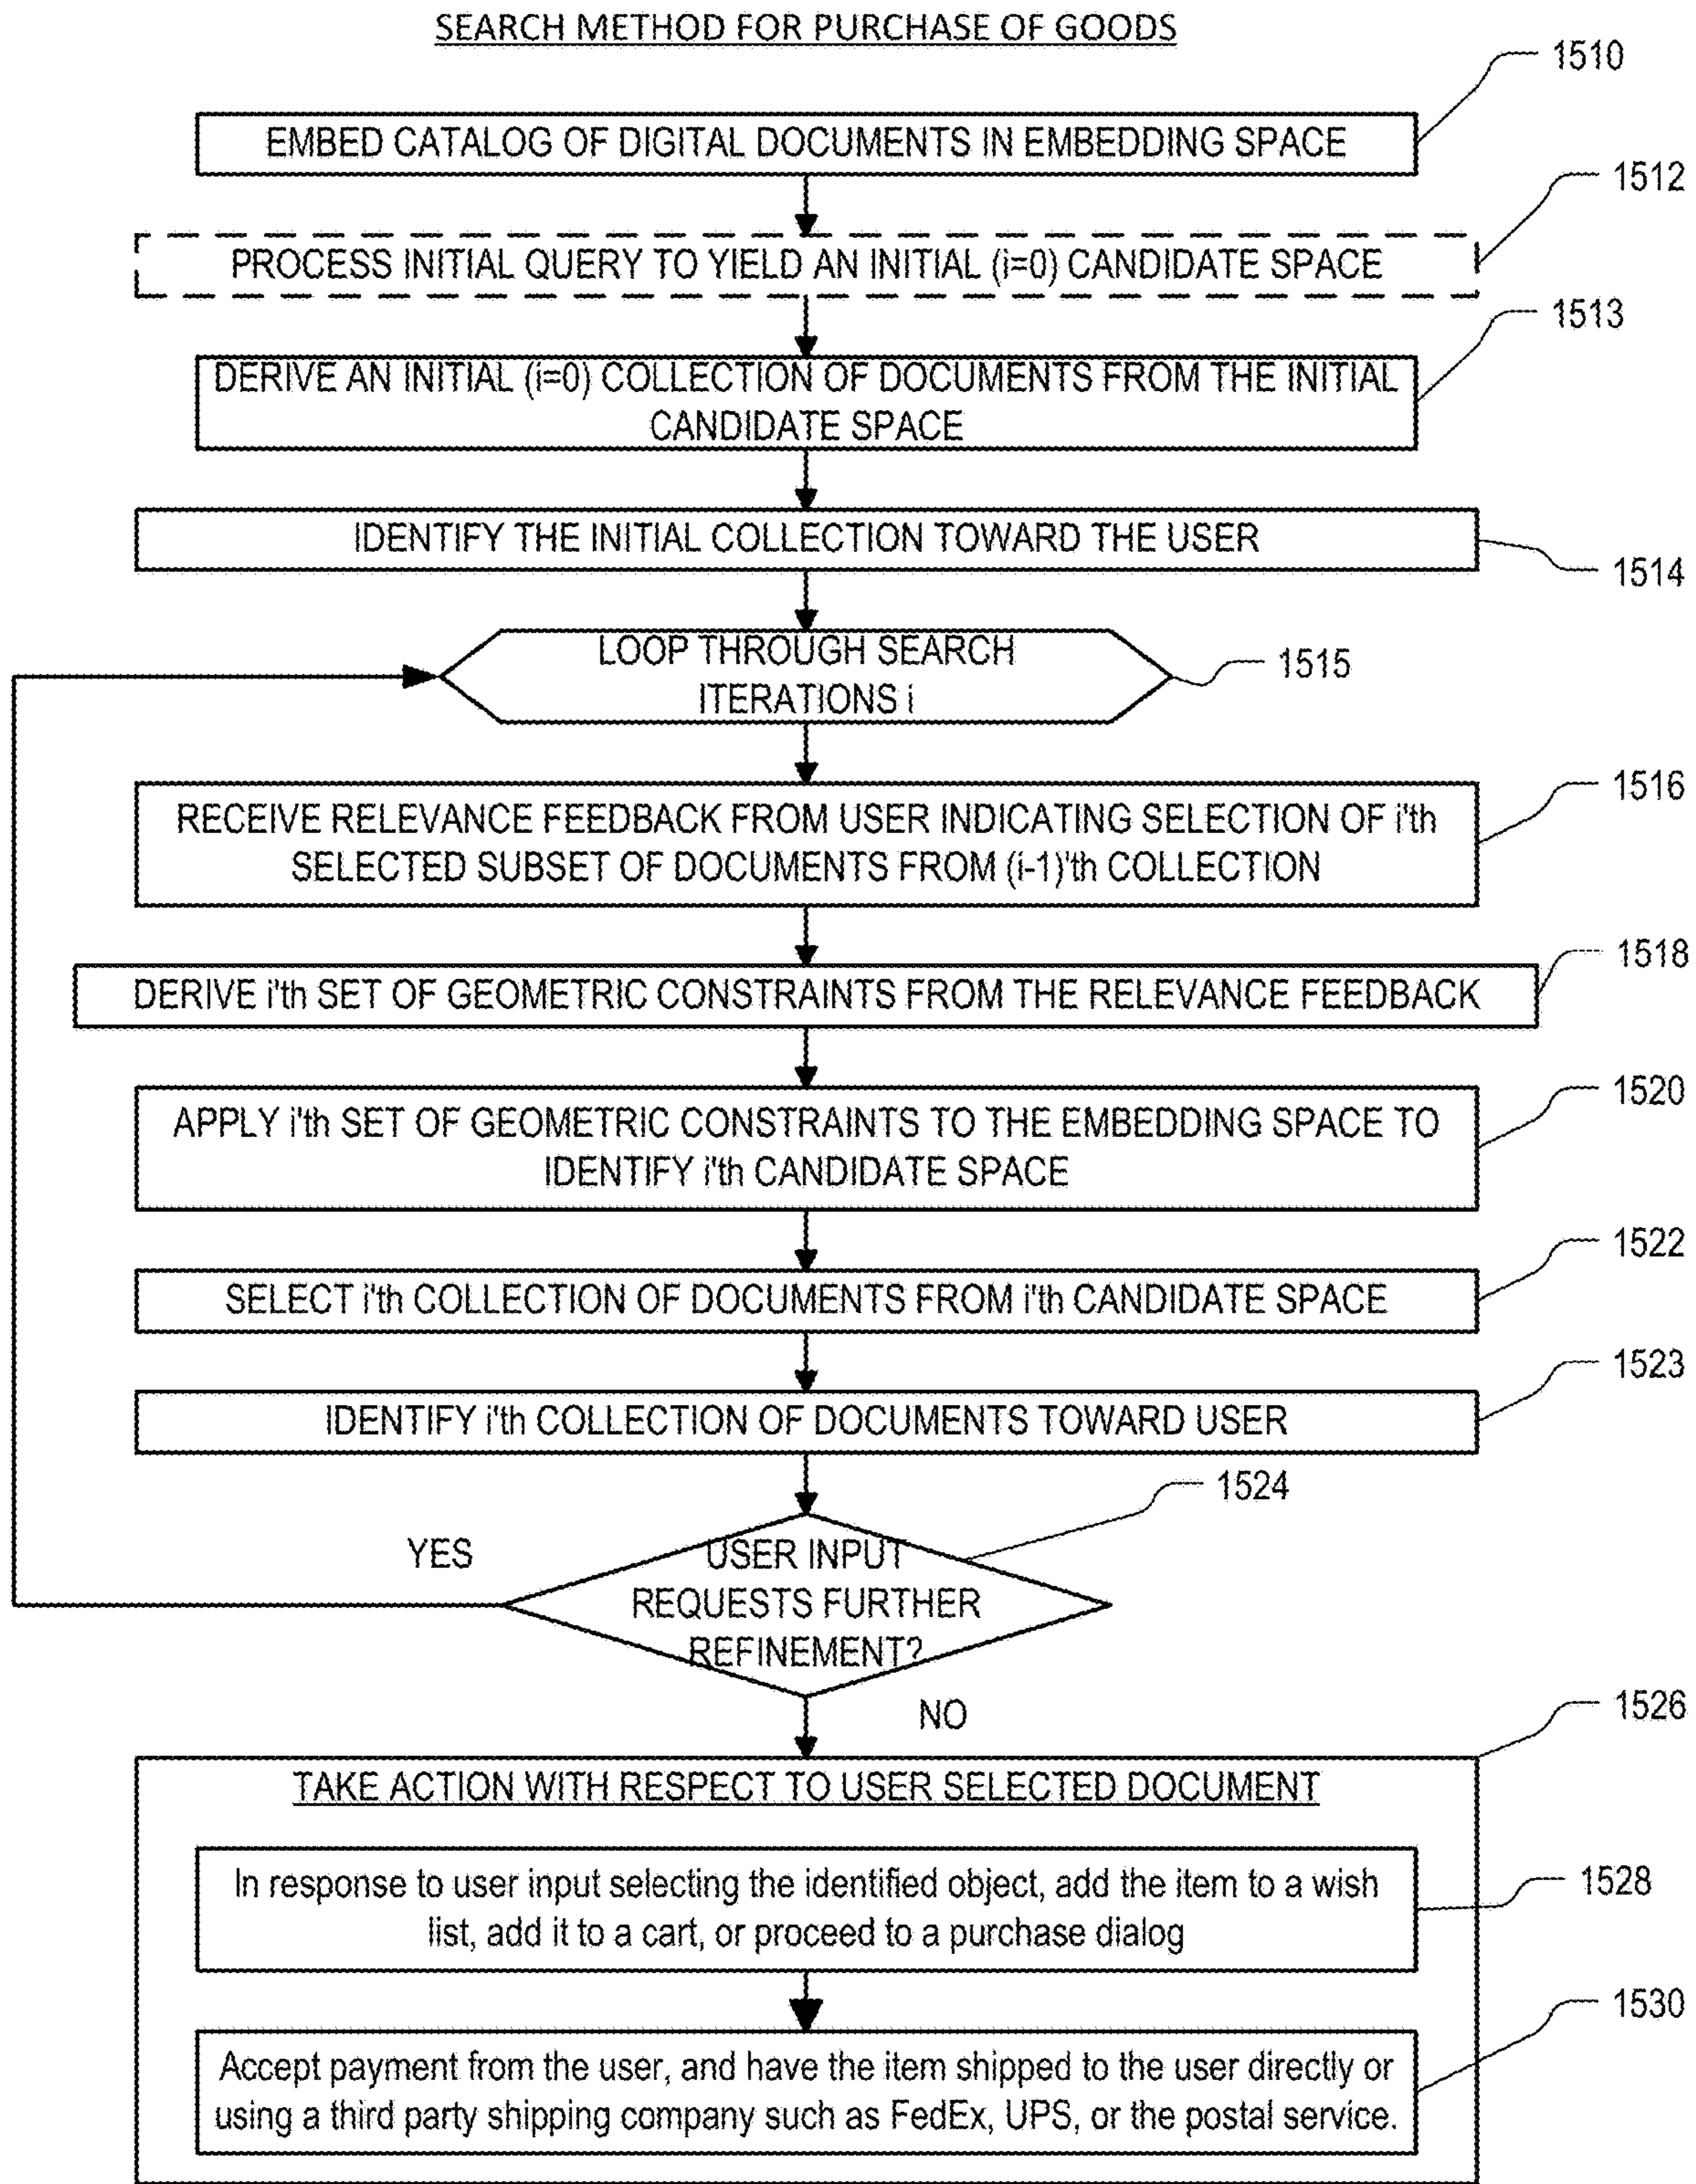 SEARCH METHOD FOR PURCHASE OF GOODS
1510
EMBED CATALOG OF DIGITAL DOCUMENTS IN EMBEDDING SPACE
1512
PROCESS INITIAL QUERY TO YIELD AN INITIAL (i=0) CANDIDATE SPACE
1513
DERIVE AN INITIAL (i=0) COLLECTION OF DOCUMENTS FROM THE INITIAL
CANDIDATE SPACE
IDENTIFY THE INITIAL COLLECTION TOWARD THE USER
1514
LOOP THROUGH SEARCH
ITERATIONS i
1515
1516
RECEIVE RELEVANCE FEEDBACK FROM USER INDICATING SELECTION OF i'th
SELECTED SUBSET OF DOCUMENTS FROM (i-1)'th COLLECTION
1518
DERIVE i'th SET OF GEOMETRIC CONSTRAINTS FROM THE RELEVANCE FEEDBACK
1520
APPLY i'th SET OF GEOMETRIC CONSTRAINTS TO THE EMBEDDING SPACE TO
IDENTIFY i'th CANDIDATE SPACE
1522
SELECT i'th COLLECTION OF DOCUMENTS FROM i'th CANDIDATE SPACE
1523
IDENTIFY i'th COLLECTION OF DOCUMENTS TOWARD USER
1524
YES
USER INPUT
REQUESTS FURTHER
REFINEMENT?
NO
1526
TAKE ACTION WITH RESPECT TO USER SELECTED DOCUMENT
In response to user input selecting the identified object, add the item to a wish
list, add it to a cart, or proceed to a purchase dialog
1528
1530
Accept payment from the user, and have the item shipped to the user directly or
using a third party shipping company such as FedEx, UPS, or the postal service.